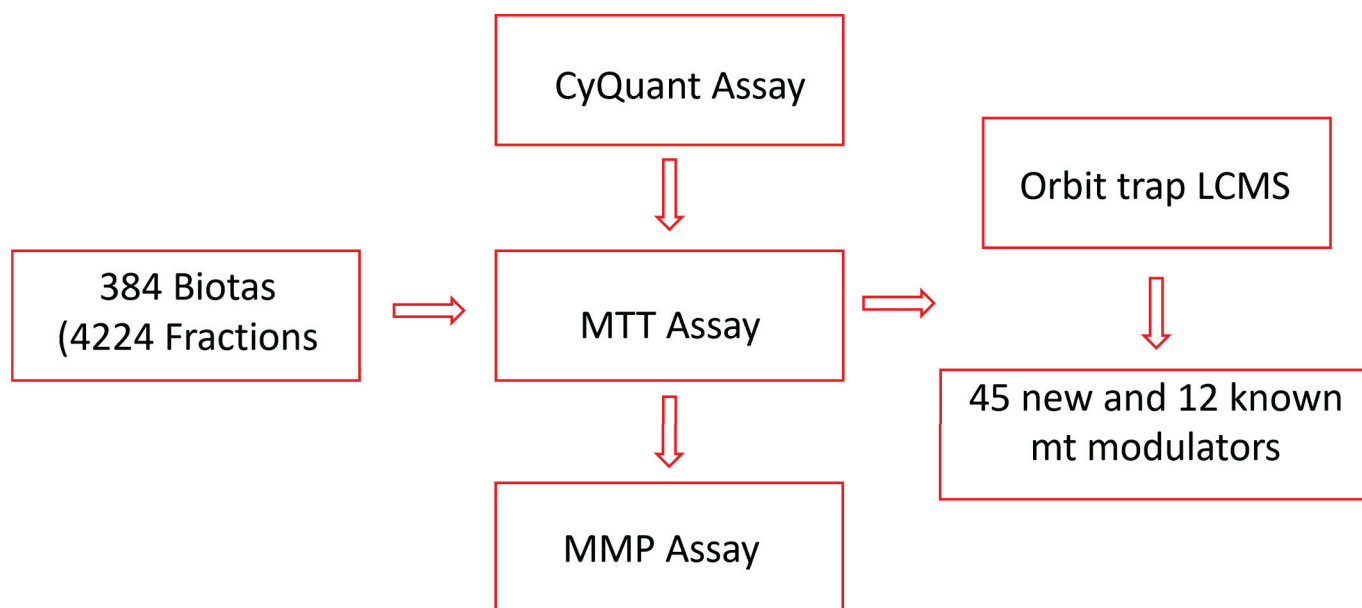 CyQuant Assay
Orbit trap LCMS
384 Biotas
(4224 Fractions
MTT Assay
45 new and 12 known
mt modulators
MMP Assay